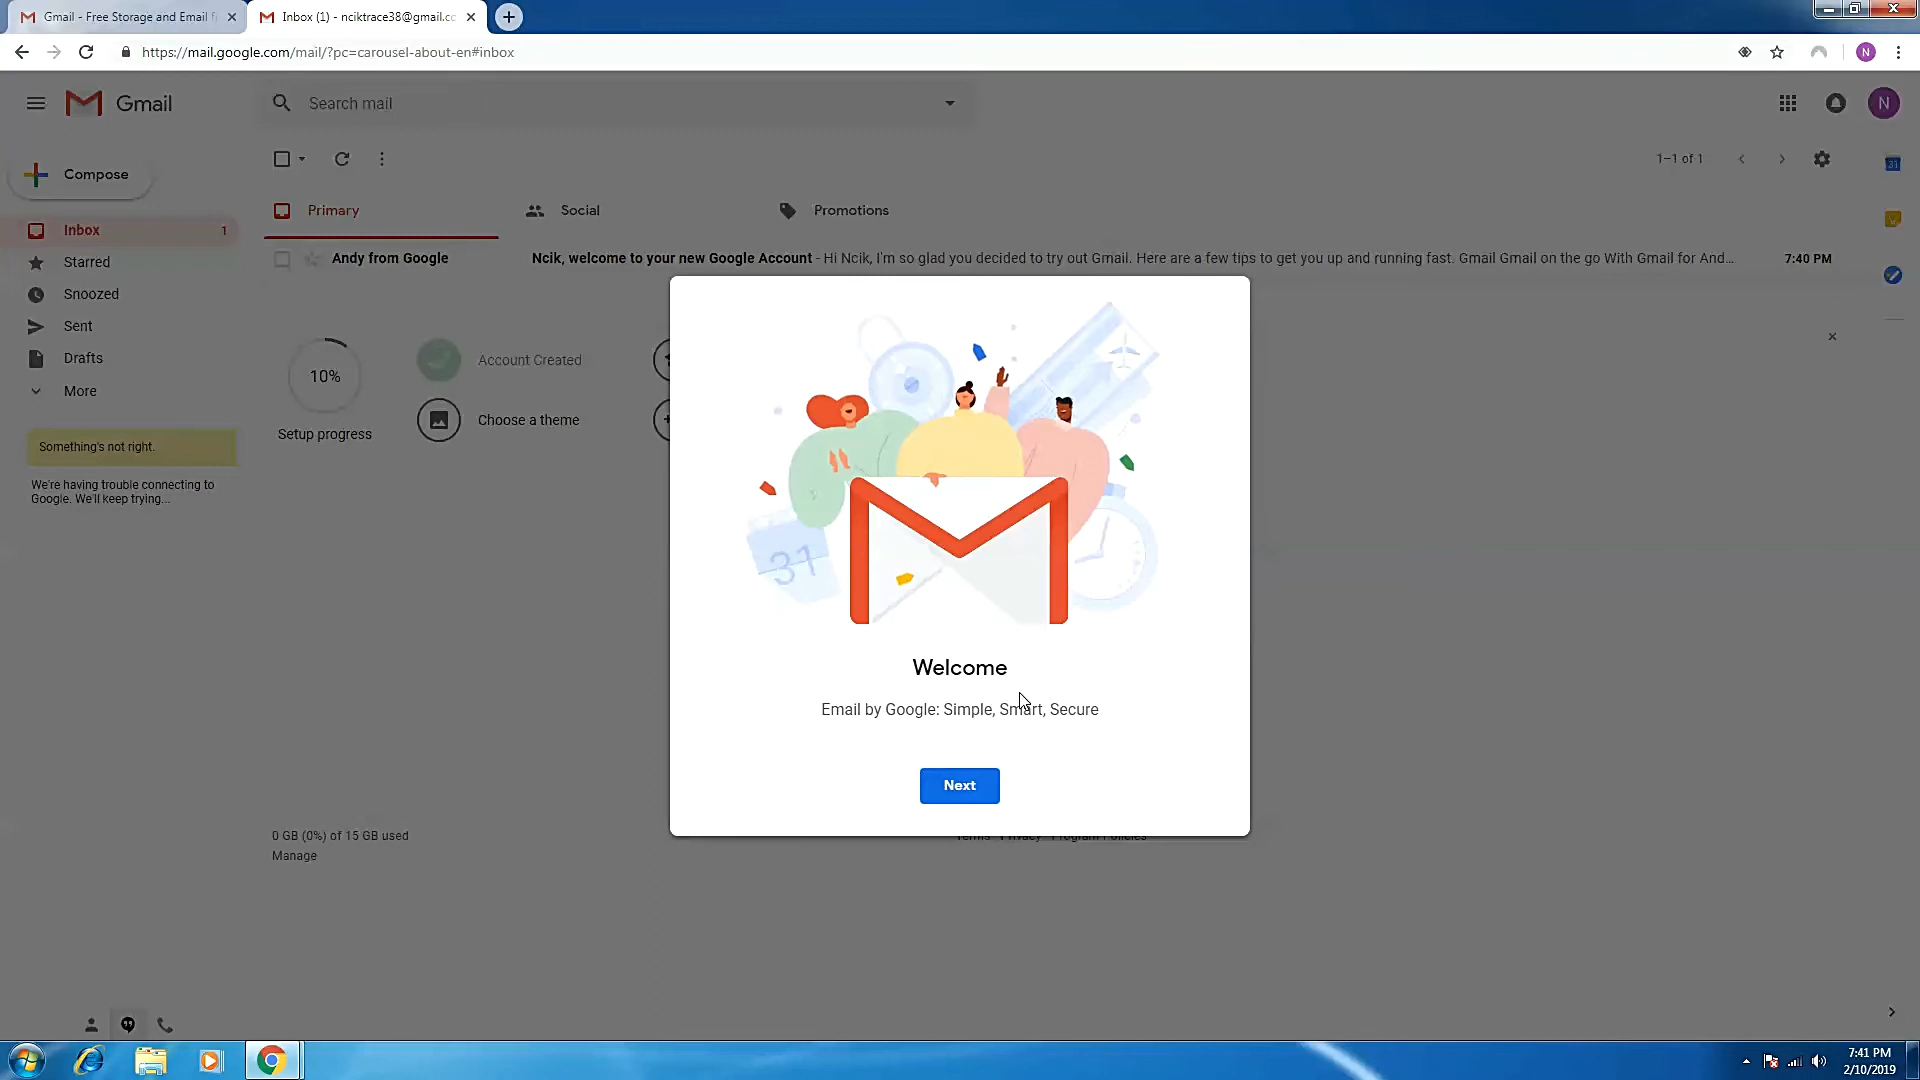 Gmail - Free Storage and Email f
Inbox (1) - nciktrace38@gmail.cc
https://mail.google.com/mail/?pc=carousel-about-en#inbox
N
Gmail
Search mail
N
Compose
1–1 of 1
31
Primary
Social
Promotions
Inbox 1
Starred
Snoozed
Sent
Drafts
More
Andy from Google
Ncik, welcome to your new Google Account - Hi Ncik, I'm so glad you decided to try out Gmail. Here are a few tips to get you up and running fast. Gmail Gmail on the go With Gmail for And...
7:40 PM
10%
Setup progress
Account Created
Choose a theme
Something's not right.
We're having trouble connecting to
Google. We'll keep trying...
31
Welcome
Email by Google: Simple, Smart, Secure
Next
0 GB (0%) of 15 GB used
Manage
Terms · Privacy · Program Policies
7:41 PM
2/10/2019